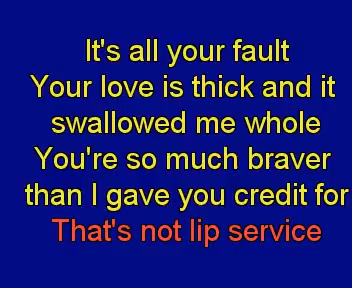 It's all your fault
Your love is thick and it
swallowed me whole
You're so much braver
than I gave you credit for
That's not lip service